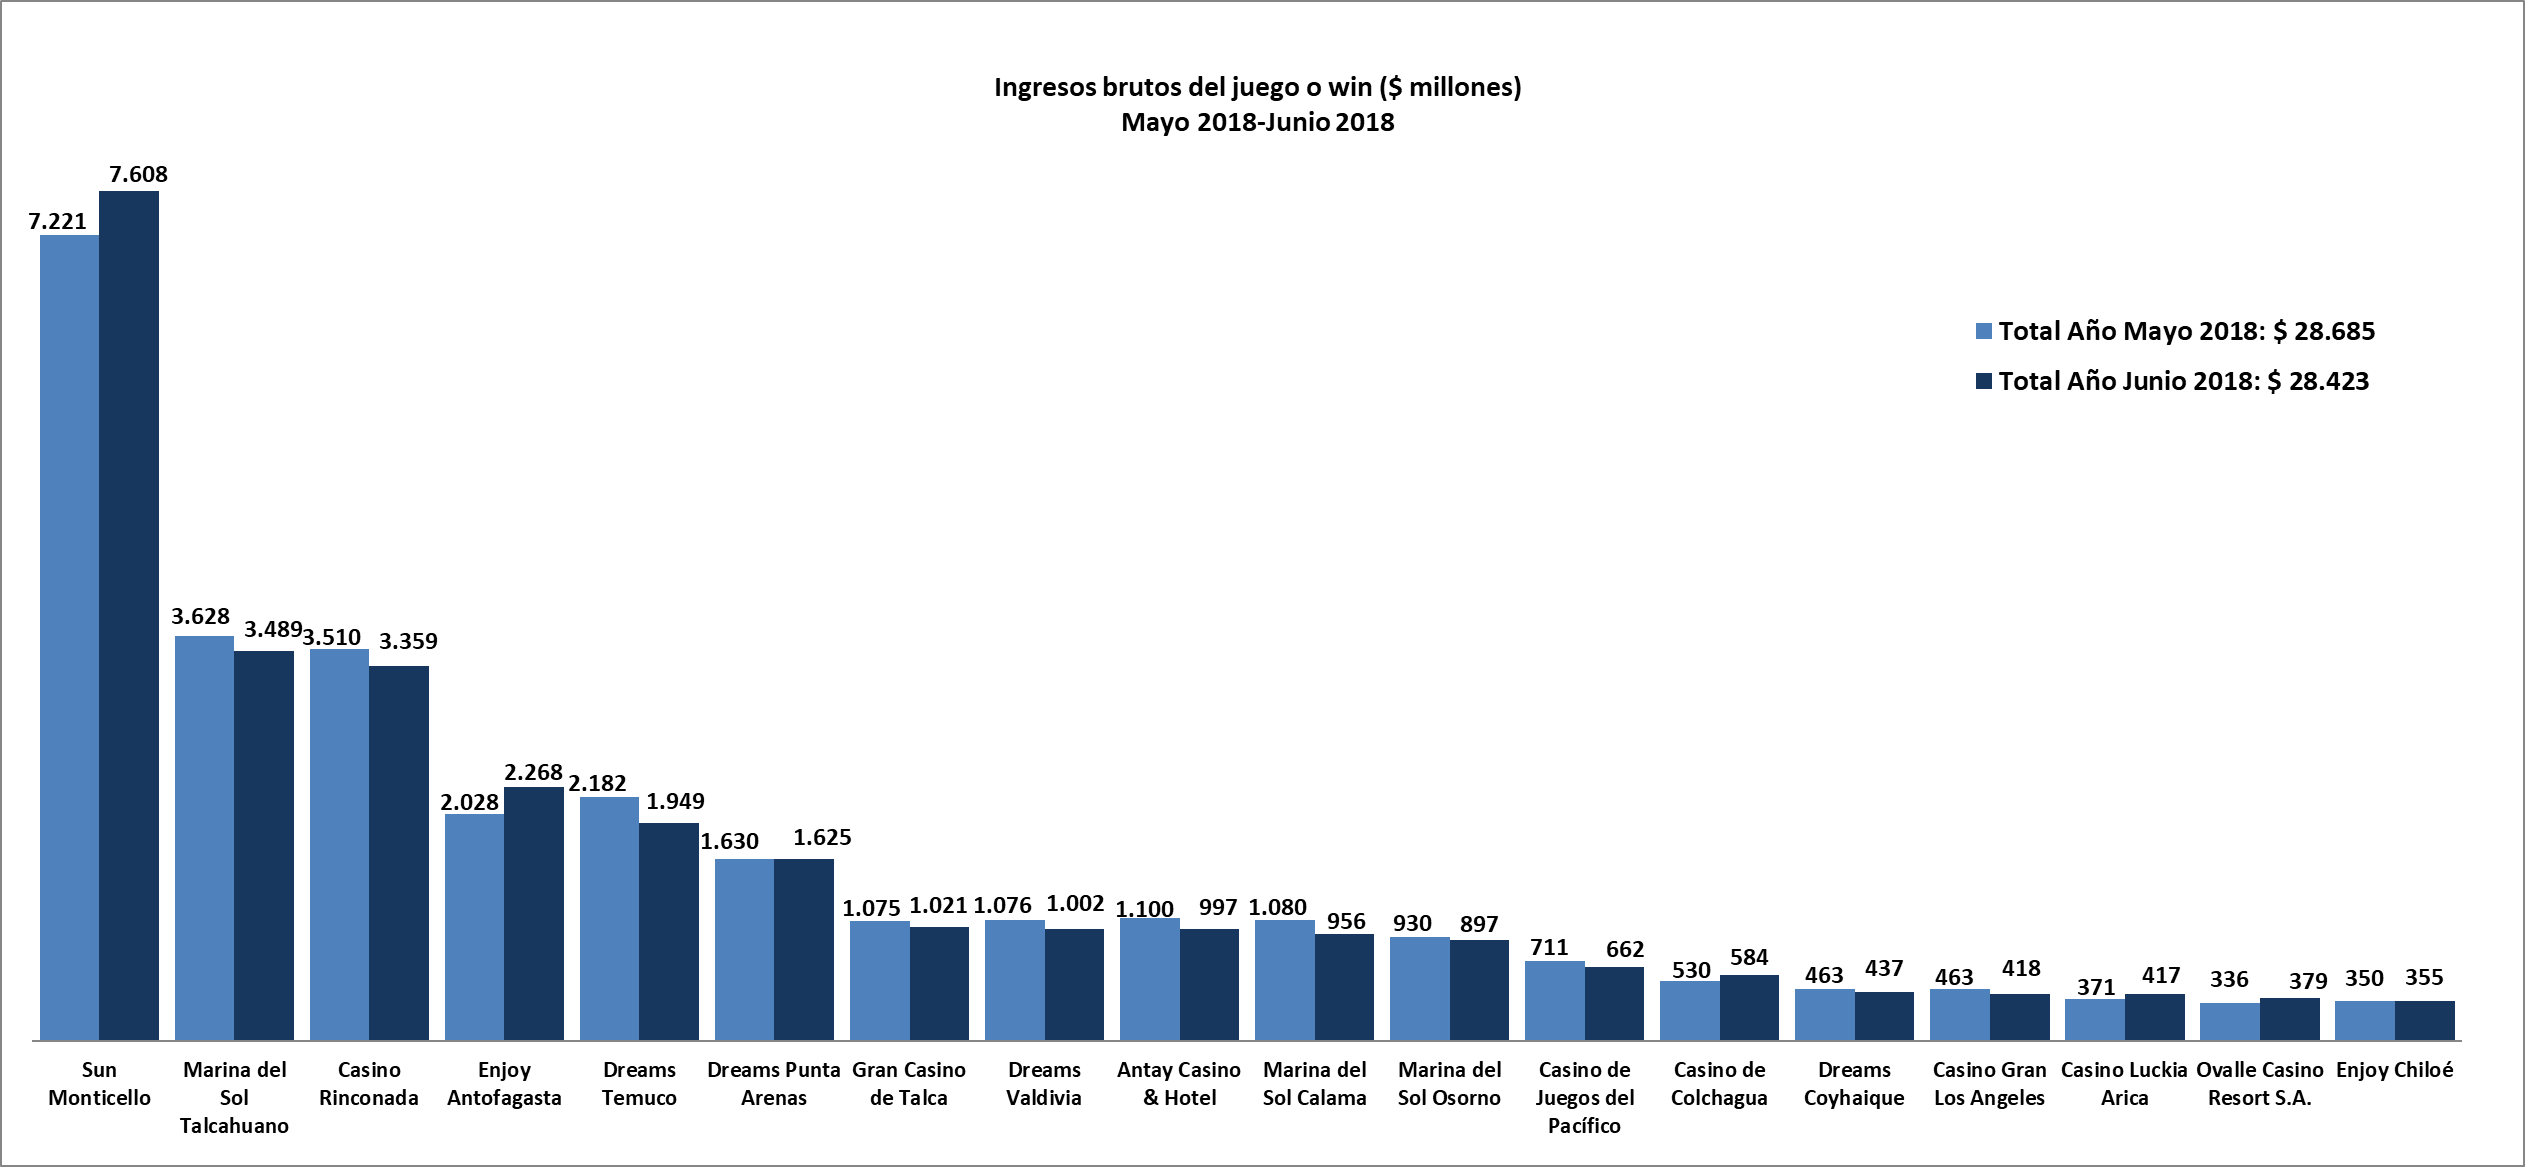 Ingresos brutos del juego o win ($ millones)
Mayo 2018-Junio 2018
7.221
7.608
3.628
3.489
3.510
3.359
2.028
2.268
2.182
1.949
1.630
1.625
1.075
1.021
1.076
1.002
1.100
997
1.080
956
930
897
711
662
530
584
463
437
463
418
371
417
336
379
350
355
Total Año Mayo 2018: $ 28.685
Total Año Junio 2018: $ 28.423
Sun
Monticello
Marina del
Sol
Talcahuano
Casino
Rinconada
Enjoy
Antofagasta
Dreams
Temuco
Dreams Punta
Arenas
Gran Casino
de Talca
Dreams
Valdivia
Antay Casino
& Hotel
Marina del
Sol Calama
Marina del
Sol Osorno
Casino de
Juegos del
Pacífico
Casino de
Colchagua
Dreams
Coyhaique
Casino Gran
Los Angeles
Casino Luckia
Arica
Ovalle Casino
Resort S.A.
Enjoy Chiloé